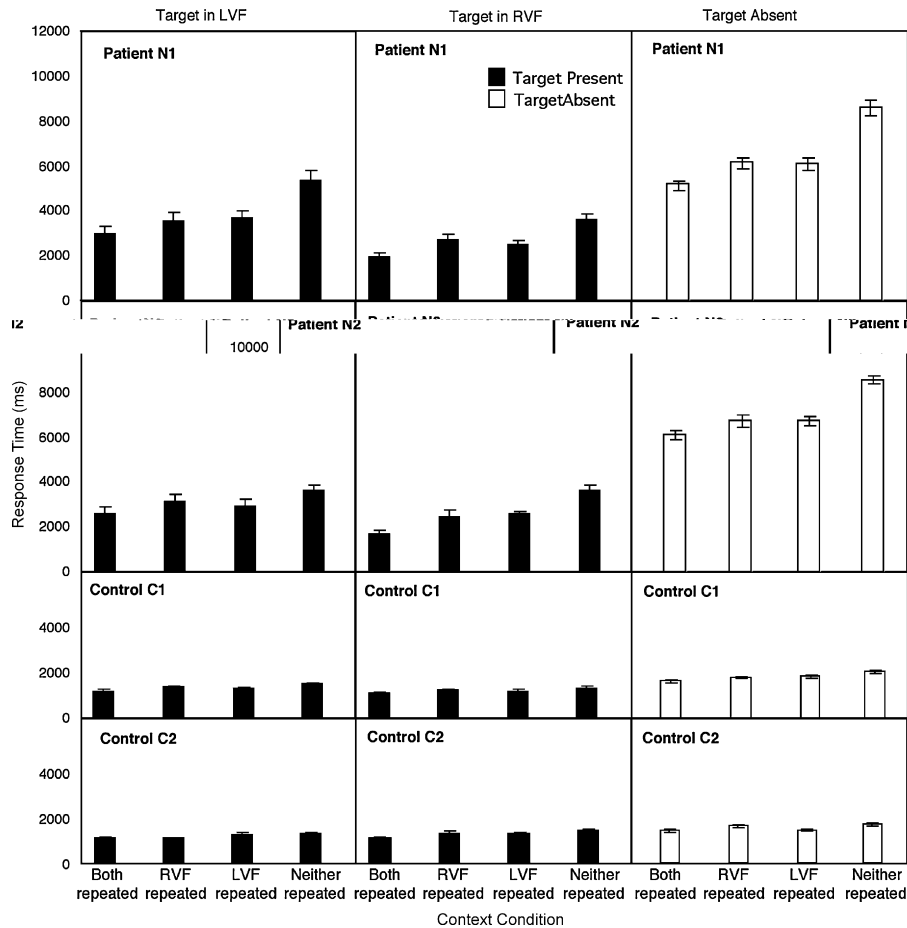 Target in LVF
Target in RVF
Target Absent
12000
10000
8000
6000
4000
2000
0
Patient N1
Patient N1
Patient N1
Target Present
TargetAbsent
Patient N2
Patient N2
10000
8000
6000
4000
2000
0
Response Time (ms)
Control C1
Control C1
Control C1
4000
2000
0
Control C2
Control C2
Control C2
4000
2000
0
Both RVF LVF Neither
repeated repeated repeated repeated
Both RVF LVF Neither
repeated repeated repeated repeated
Both RVF LVF Neither
repeated repeated repeated repeated
Context Condition